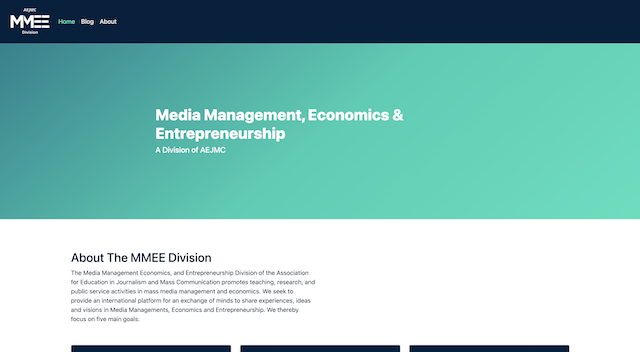 AEJMC
MMEE
Division
Home Blog About
Media Management, Economics &
Entrepreneurship
A Division of AEJMC
About The MMEE Division
The Media Management Economics, and Entrepreneurship Division of the Association
for Education in Journalism and Mass Communication promotes teaching, research, and
public service activities in mass media management and economics. We seek to
provide an international platform for an exchange of minds to share experiences, ideas
and visions in Media Managements, Economics and Entrepreneurship. We thereby
focus on five main goals: